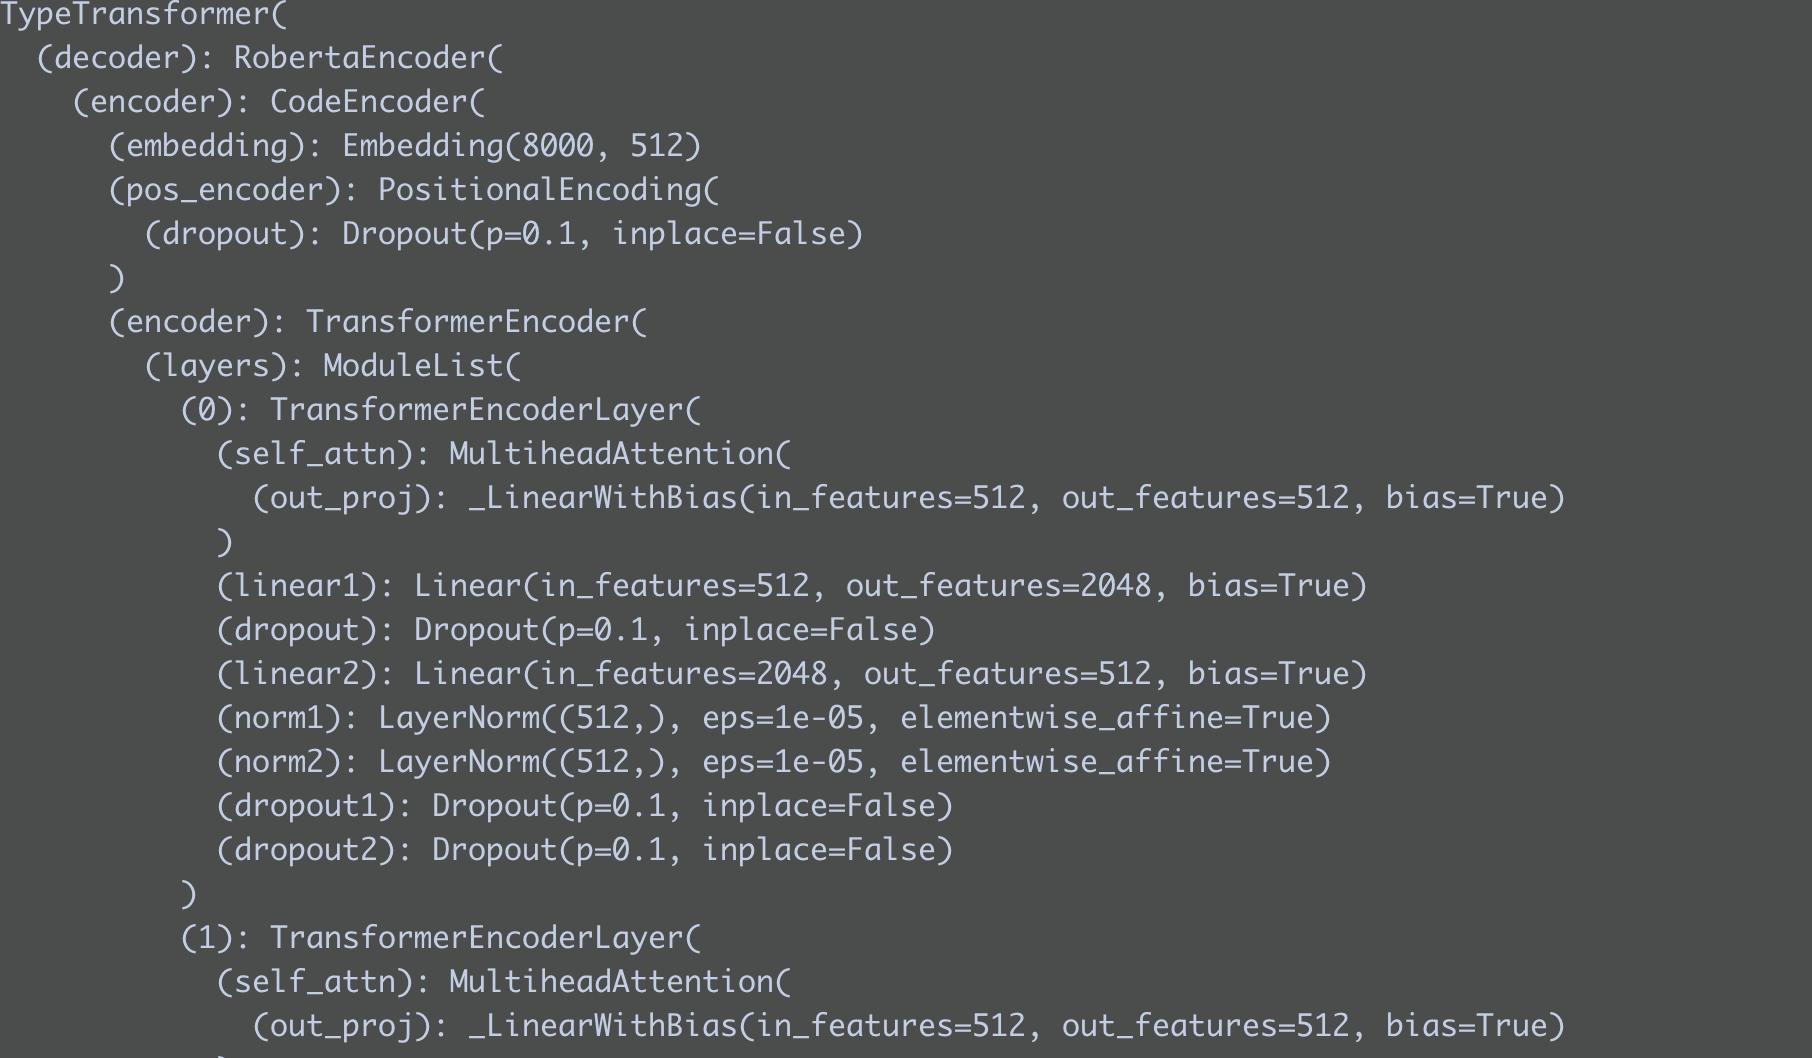 TypeTransformer(
  (decoder): RobertaEncoder(
    (encoder): CodeEncoder(
      (embedding): Embedding(8000, 512)
      (pos_encoder): PositionalEncoding(
        (dropout): Dropout(p=0.1, inplace=False)
      )
      (encoder): TransformerEncoder(
        (layers): ModuleList(
          (0): TransformerEncoderLayer(
            (self_attn): MultiheadAttention(
              (out_proj): _LinearWithBias(in_features=512, out_features=512, bias=True)
            )
            (linear1): Linear(in_features=512, out_features=2048, bias=True)
            (dropout): Dropout(p=0.1, inplace=False)
            (linear2): Linear(in_features=2048, out_features=512, bias=True)
            (norm1): LayerNorm((512,), eps=1e-05, elementwise_affine=True)
            (norm2): LayerNorm((512,), eps=1e-05, elementwise_affine=True)
            (dropout1): Dropout(p=0.1, inplace=False)
            (dropout2): Dropout(p=0.1, inplace=False)
          )
          (1): TransformerEncoderLayer(
            (self_attn): MultiheadAttention(
              (out_proj): _LinearWithBias(in_features=512, out_features=512, bias=True)